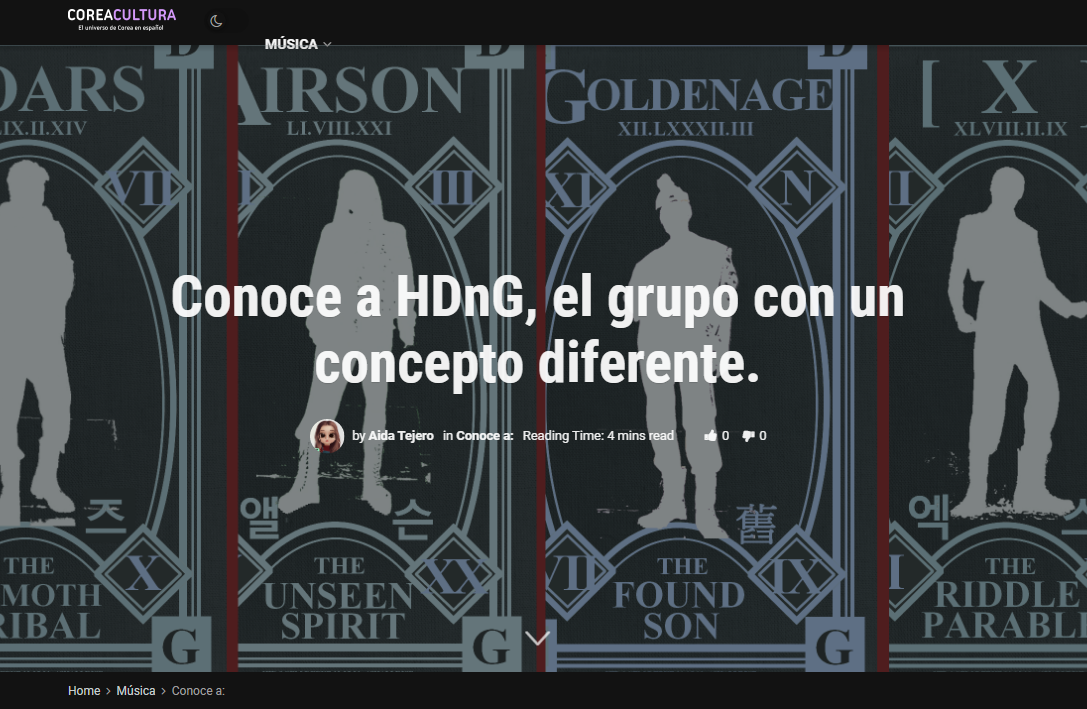 COREACULTURA
El universo de Corea en español
MÚSICA
D
D
D
DARS
AIRSON
GOLDENAGE
[ X
IX.II.XIV
LI.VIII.XXI
XII.LXXXII.III
XLVIII.II.IX
VII
I
III
XI
N
II
Conoce a HDnG, el grupo con un
concepto diferente.
by Aida Tejero in Conoce a: Reading Time: 4 mins read 0 0
즈
앨
슨
舊
엑
스
X
XX
VII
IX
I
THE
THE
THE
THE
MOTH
UNSEEN
FOUND
RIDDLE
RIBAL
SPIRIT
SON
PARABL
G
G
G
Home > Música > Conoce a: